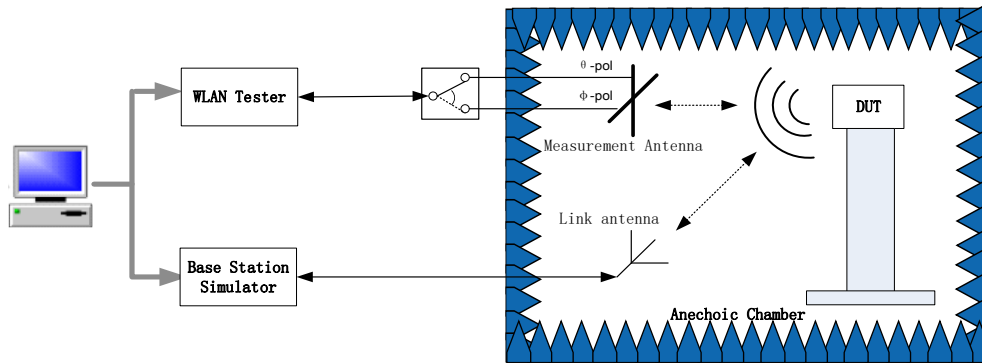 WLAN Tester
θ-pol
Φ-pol
DUT
Measurement Antenna
Link antenna
Base Station
Simulator
Anechoic Chamber